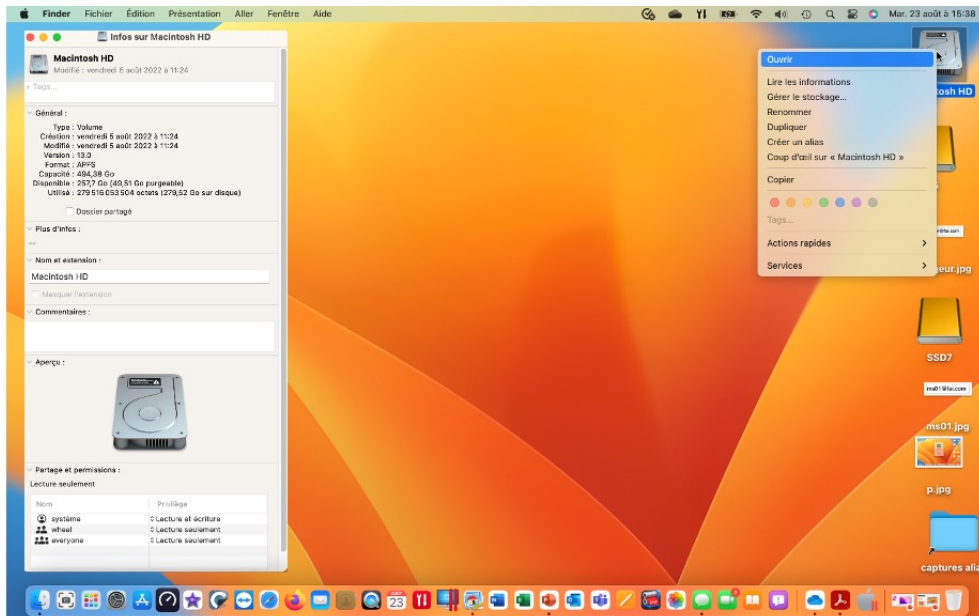 Finder Fichier Édition Présentation Aller Fenêtre Aide
Mar. 23 août à 15:38
Infos sur Macintosh HD
Macintosh HD
Modifié : vendredi 5 août 2022 à 11:24
+ Tags...
Général :
Type : Volume
Création : vendredi 5 août 2022 à 11:24
Modifié : vendredi 5 août 2022 à 11:24
Version : 13.0
Format : APFS
Capacité : 494,38 Go
Disponible : 257,7 Go (49,51 Go purgeable)
Utilisé : 279 516 053 504 octets (279,52 Go sur disque)
Dossier partagé
Plus d'infos :
--
Nom et extension :
Macintosh HD
Masquer l'extension
Commentaires :
Aperçu :
Partage et permissions :
Lecture seulement
Nom Privilège
système Lecture et écriture
wheel Lecture seulement
everyone Lecture seulement
Ouvrir
Lire les informations
Gérer le stockage...
Renommer
Dupliquer
Créer un alias
Coup d'œil sur « Macintosh HD »
Copier
Tags...
Actions rapides
Services
tosh HD
eur.jpg
SSD7
ms01.jpg
p.jpg
captures alia
AOÛT
23